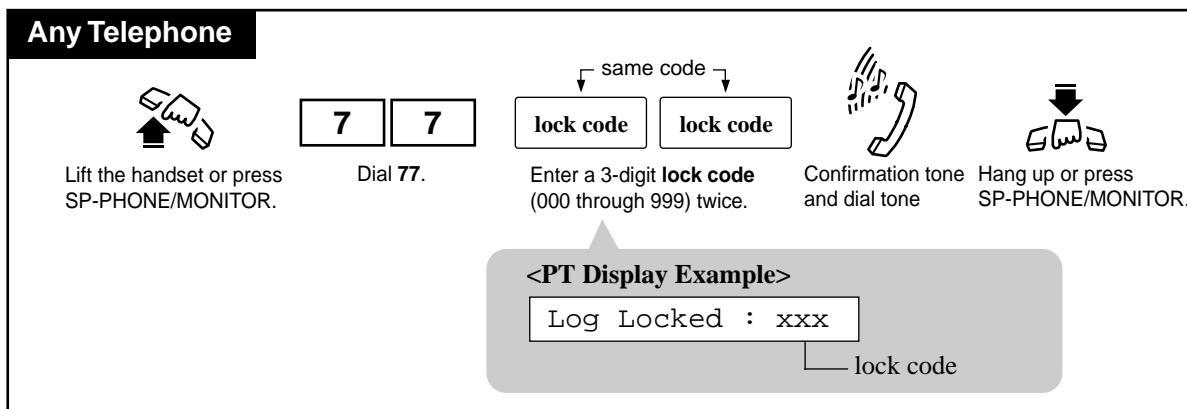 Any Telephone
same code
7 7 lock code lock code
Lift the handset or press
SP-PHONE/MONITOR.
Dial 77.
Enter a 3-digit lock code
(000 through 999) twice.
Confirmation tone
and dial tone
Hang up or press
SP-PHONE/MONITOR.
<PT Display Example>
Log Locked : xxx
lock code